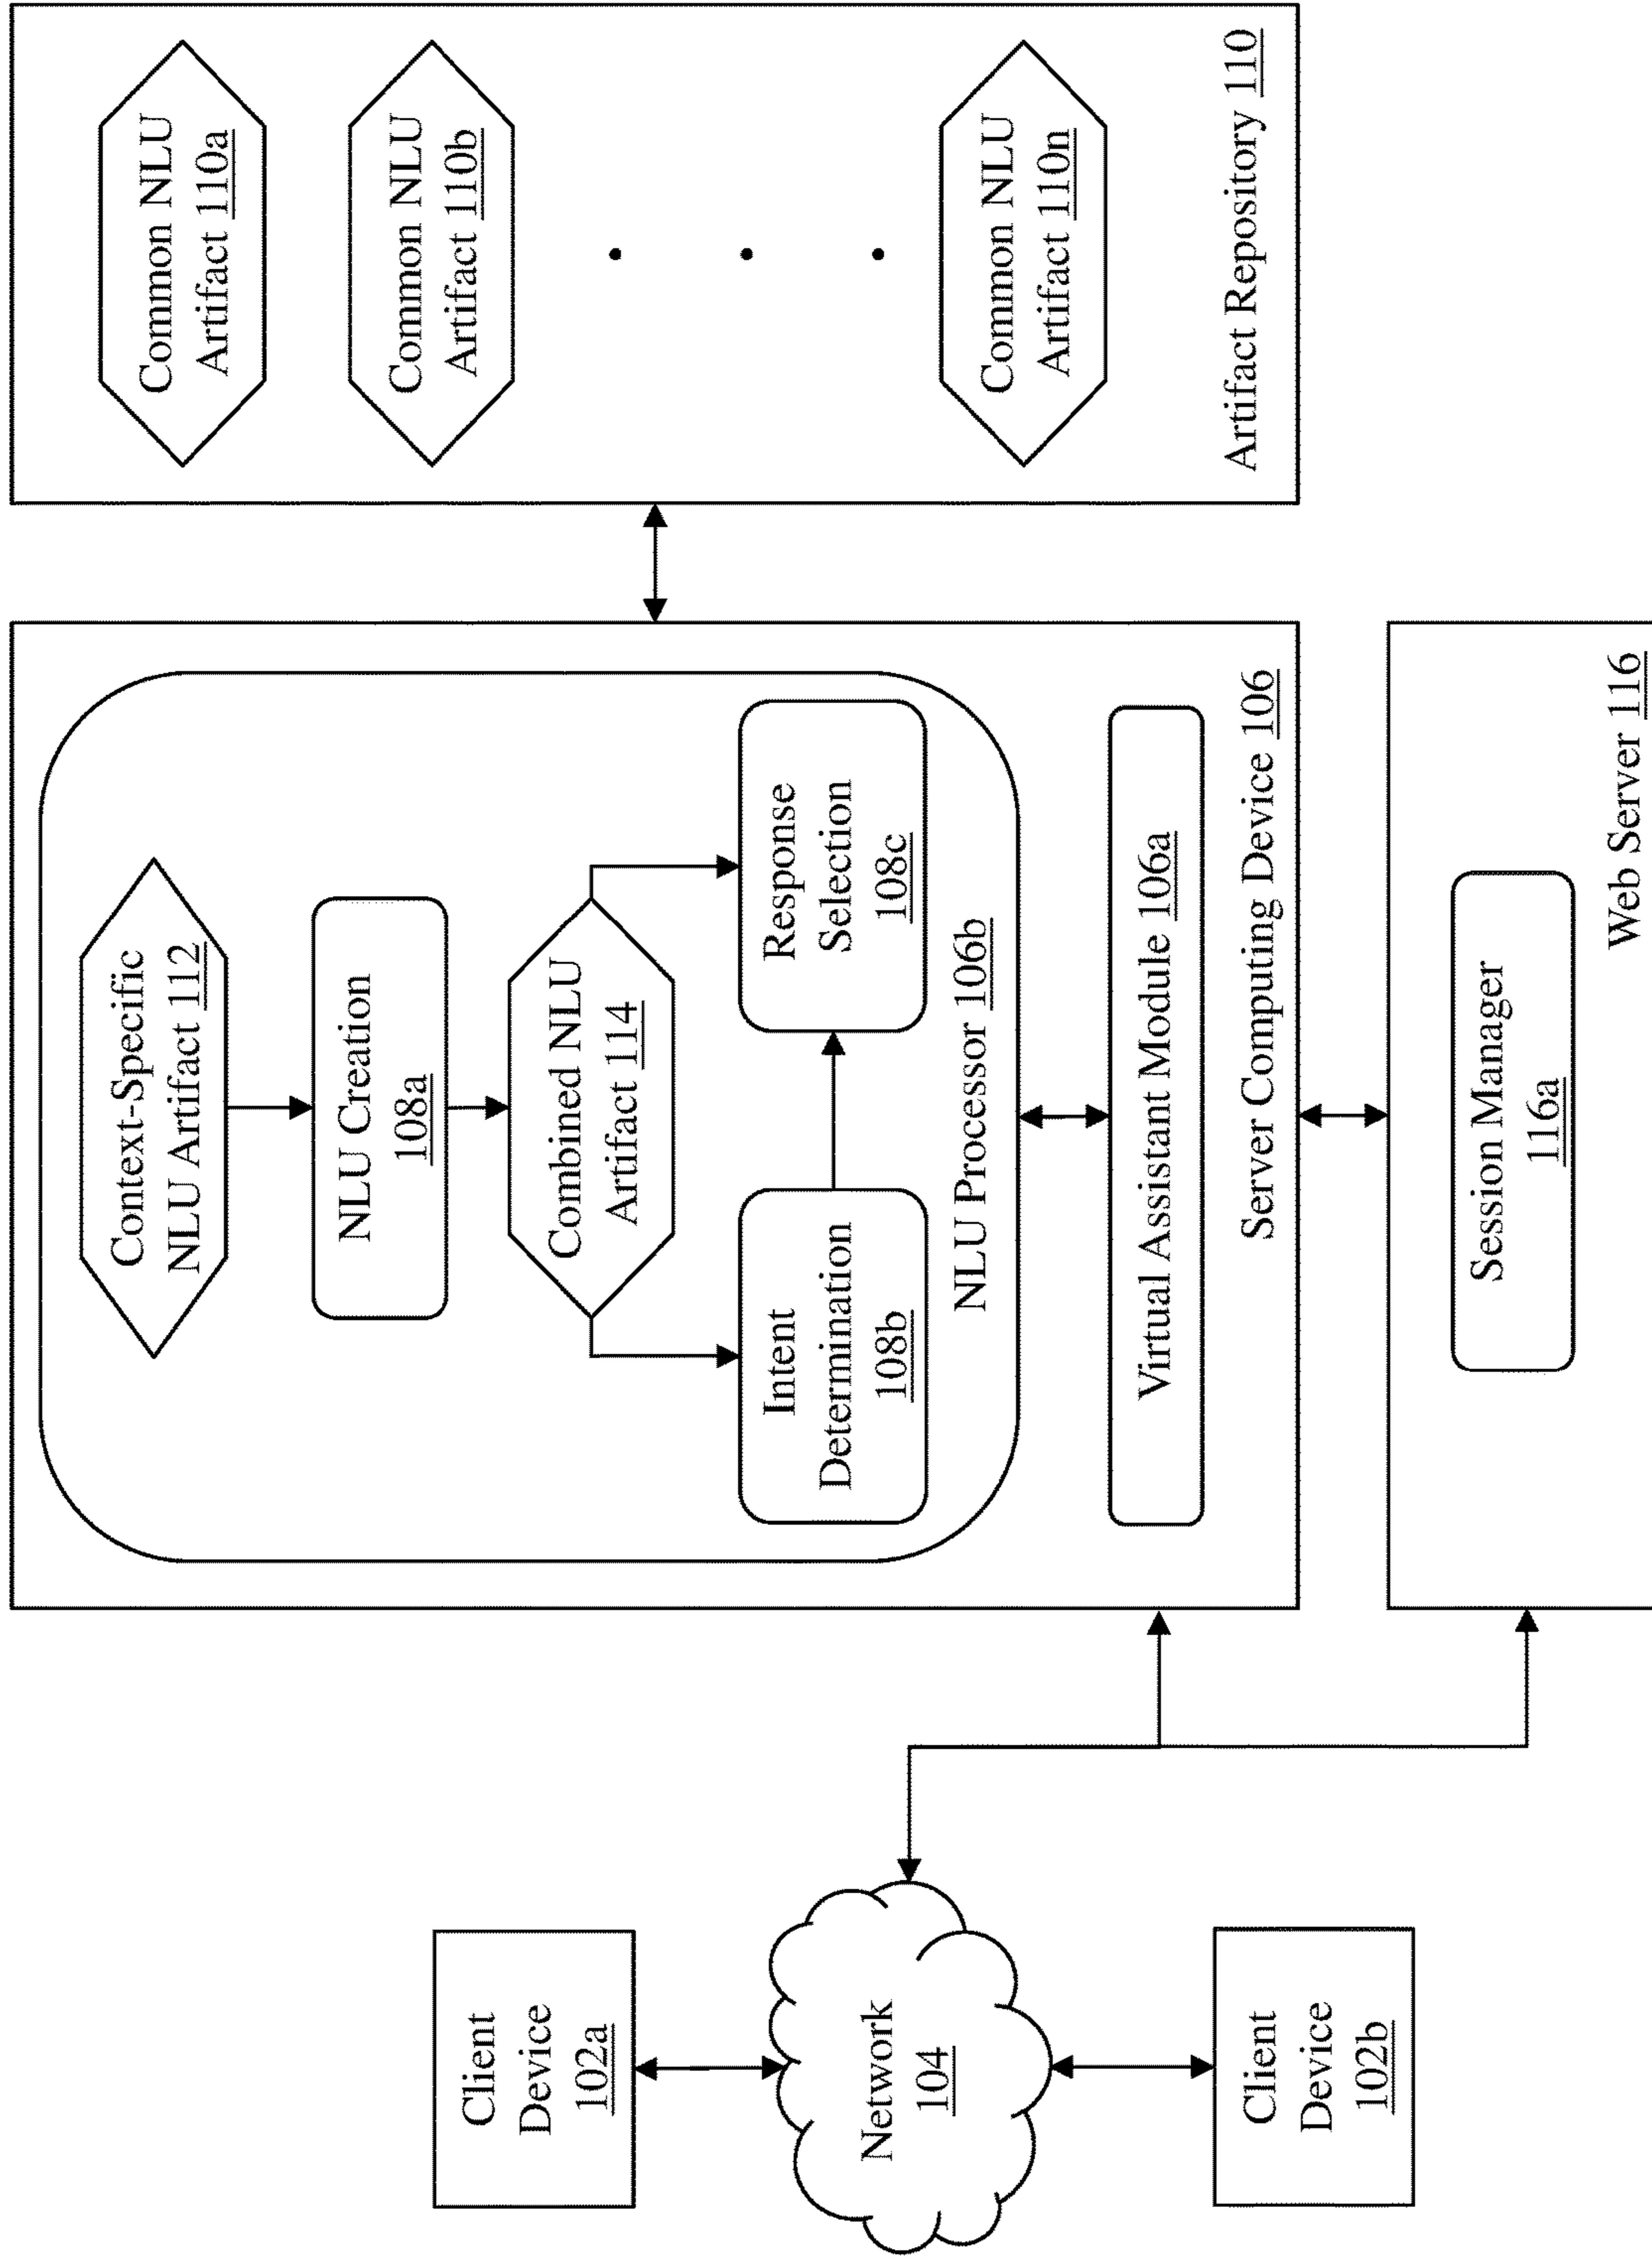 Client
Device
102a
Network
104
Client
Device
102b
Context-Specific
NLU Artifact 112
NLU Creation
108a
Combined NLU
Artifact 114
Intent
Determination
108b
Response
Selection
108c
NLU Processor 106b
Virtual Assistant Module 106a
Server Computing Device 106
Session Manager
116a
Web Server 116
Common NLU
Artifact 110a
Common NLU
Artifact 110b
Common NLU
Artifact 110n
Artifact Repository 110